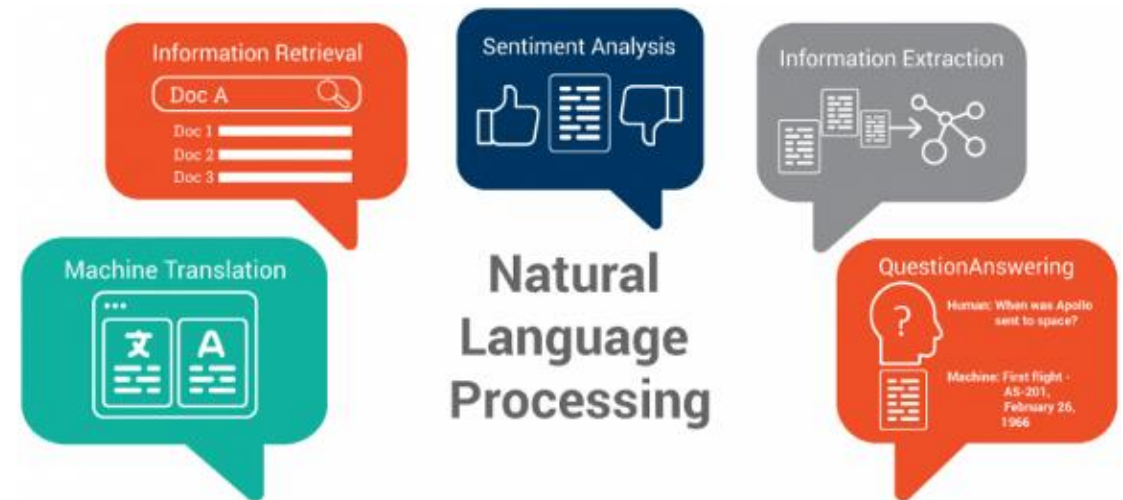 Information Retrieval
Doc A
Doc 1
Doc 2
Doc 3
Sentiment Analysis
Information Extraction
Machine Translation
文
A
Natural
Language
Processing
QuestionAnswering
?
Human: When was Apollo
sent to space?
Machine: First flight -
AS-201,
February 26,
1966